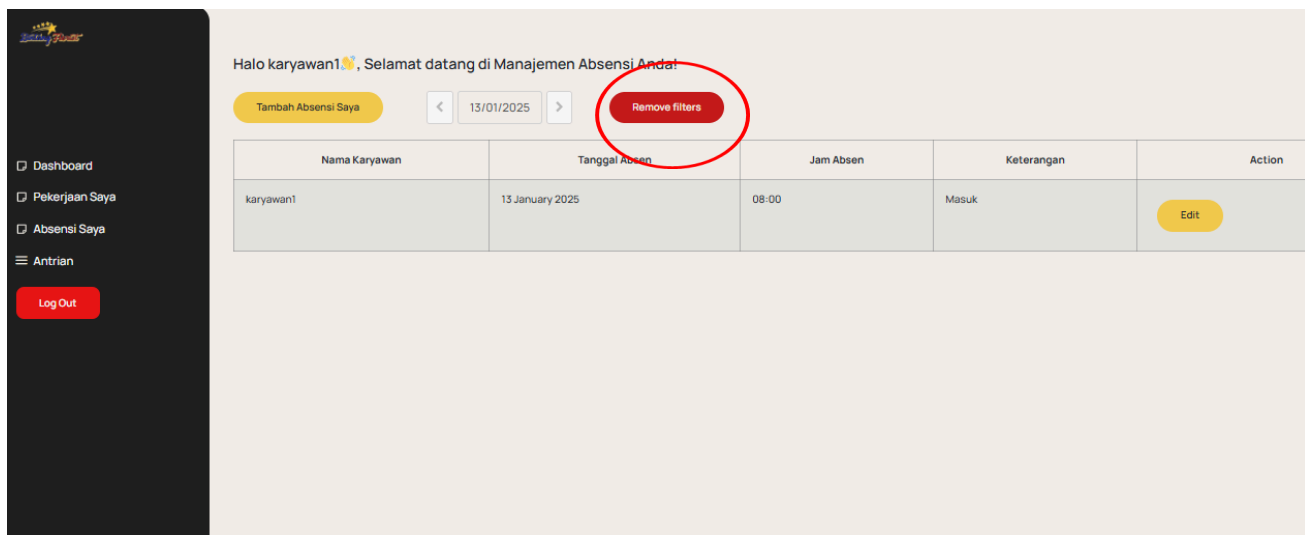 Halo karyawan1👋, Selamat datang di Manajemen Absensi Anda!
Tambah Absensi Saya < 13/01/2025 > Remove filters
Dashboard
Pekerjaan Saya
Absensi Saya
Antrian
Log Out
Nama Karyawan Tanggal Absen Jam Absen Keterangan Action
karyawan1 13 January 2025 08:00 Masuk Edit